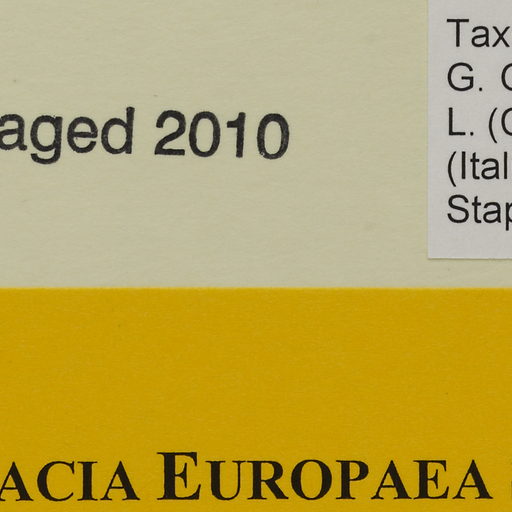 aged 2010
Tax
G.
L. (
(Ital
Stap
ACIA EUROPAEA